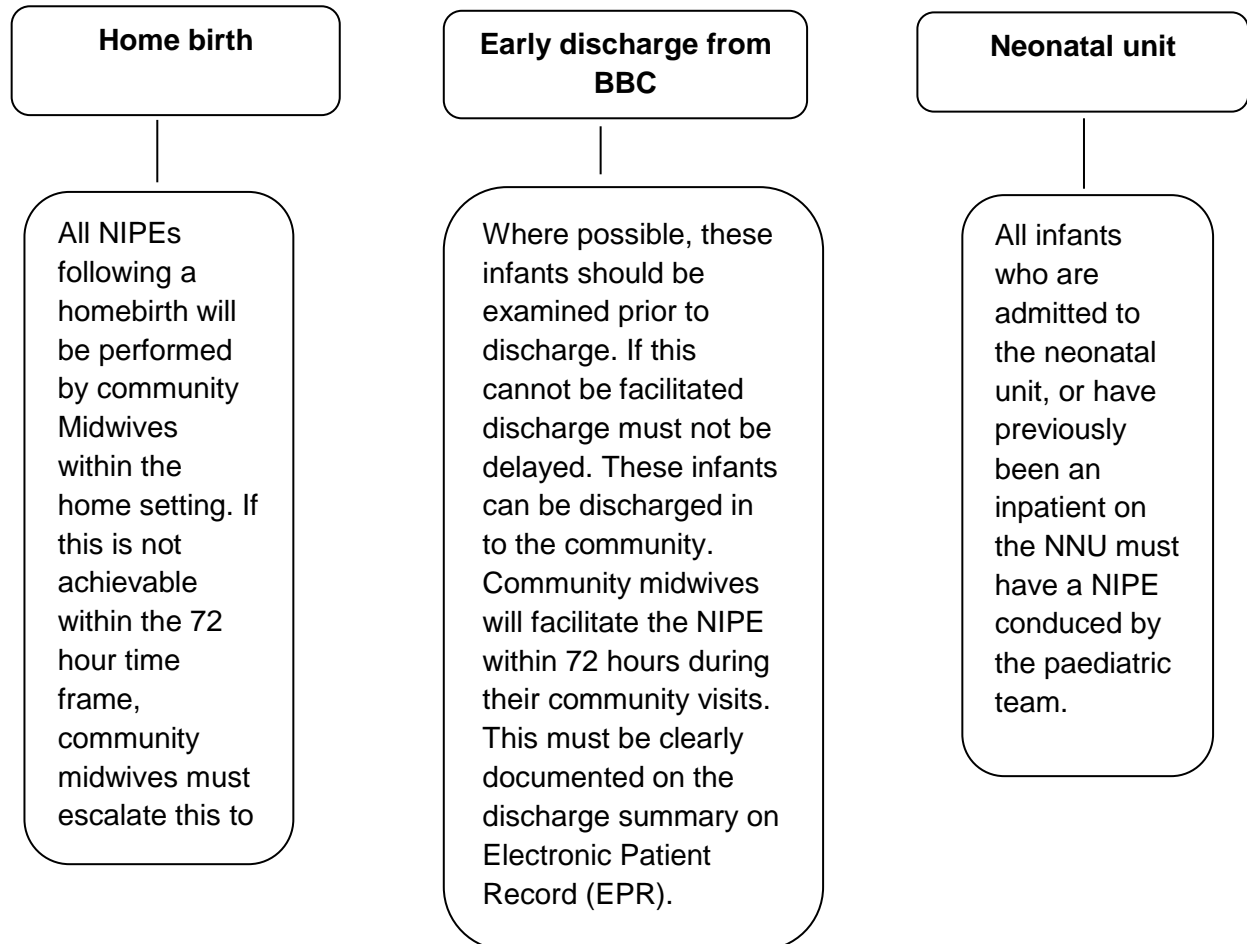 Home birth
All NIPEs
following a
homebirth will
be performed
by community
Midwives
within the
home setting. If
this is not
achievable
within the 72
hour time
frame,
community
midwives must
escalate this to
Early discharge from
BBC
Where possible, these
infants should be
examined prior to
discharge. If this
cannot be facilitated
discharge must not be
delayed. These infants
can be discharged in
to the community.
Community midwives
will facilitate the NIPE
within 72 hours during
their community visits.
This must be clearly
documented on the
discharge summary on
Electronic Patient
Record (EPR).
Neonatal unit
All infants
who are
admitted to
the neonatal
unit, or have
previously
been an
inpatient on
the NNU must
have a NIPE
conduced by
the paediatric
team.